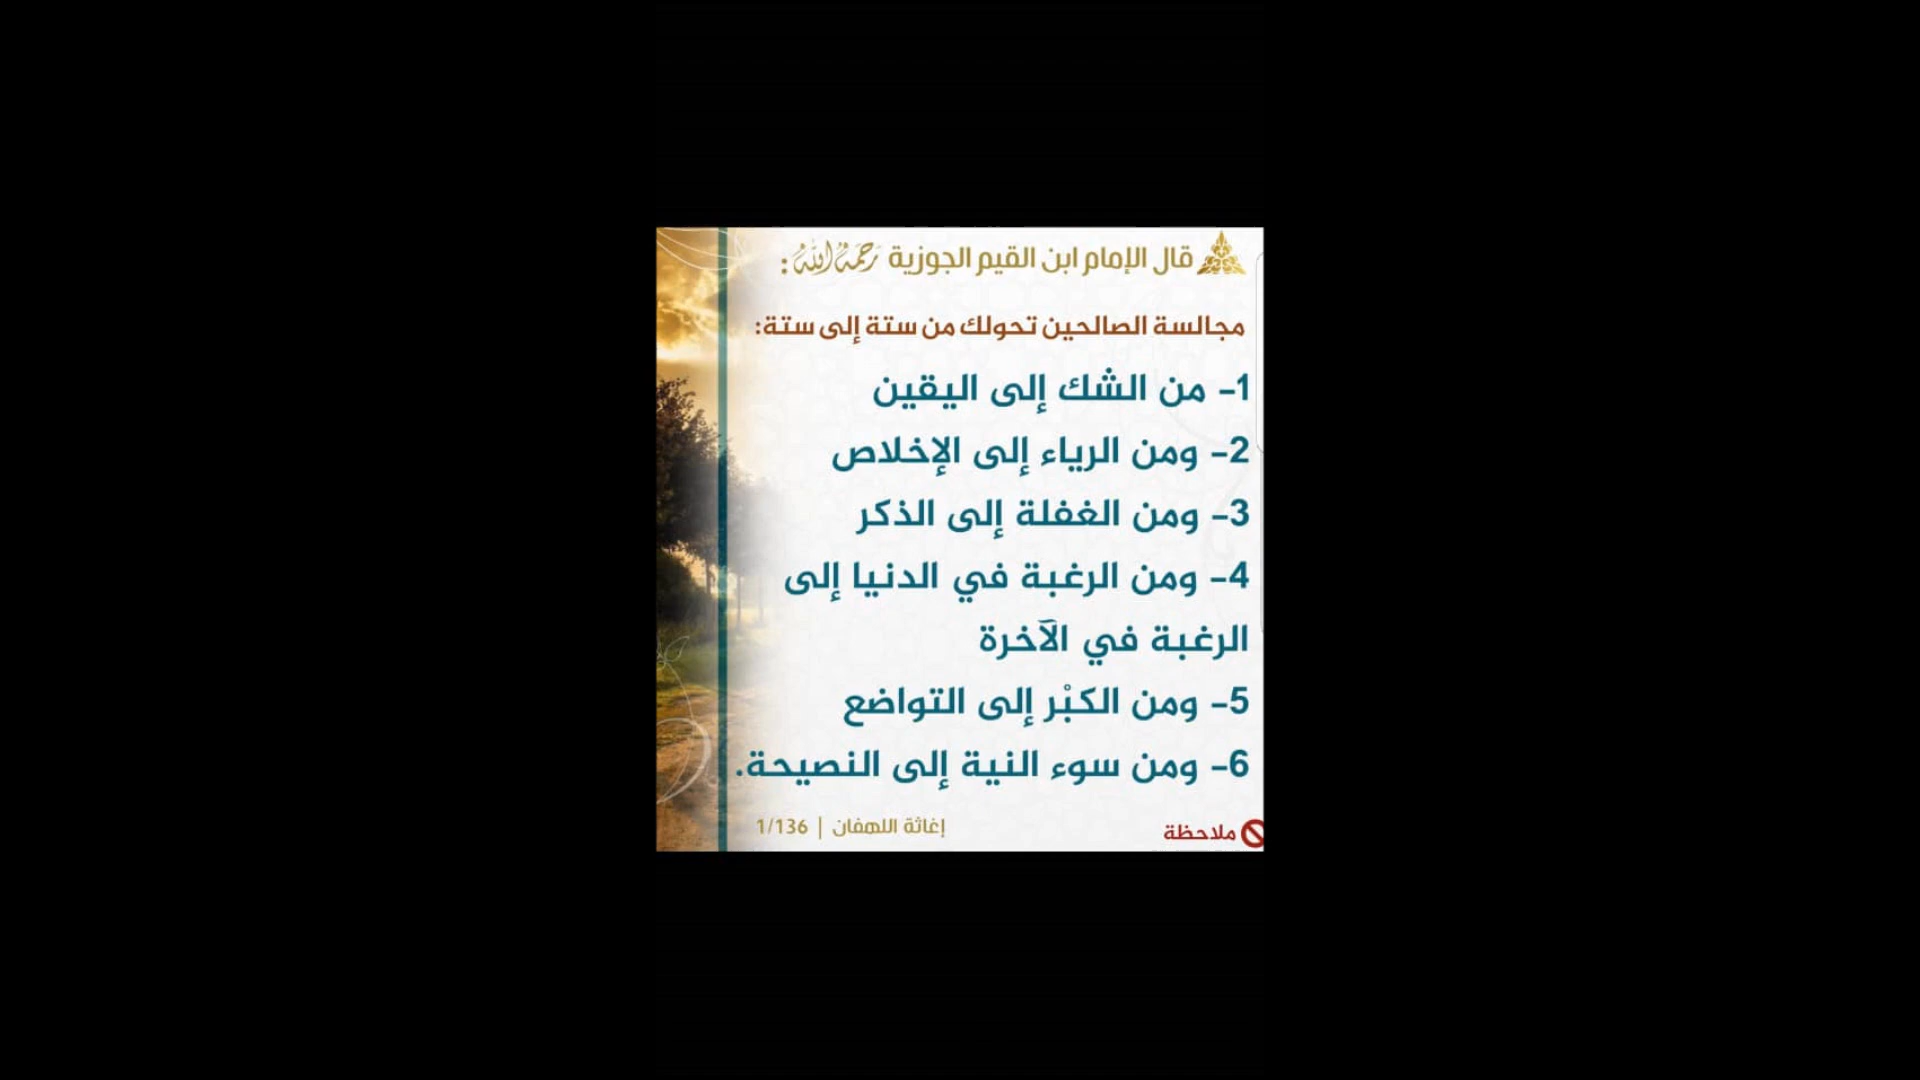 قال الإمام ابن القيم الجوزية رحمه الله:
مجالسة الصالحين تحولك من ستة إلى ستة:
1- من الشك إلى اليقين
2- ومن الرياء إلى الإخلاص
3- ومن الغفلة إلى الذكر
4- ومن الرغبة في الدنيا إلى
الرغبة في الآخرة
5- ومن الكبْر إلى التواضع
6- ومن سوء النية إلى النصيحة.
إغاثة اللهفان | 1/136
ملاحظة